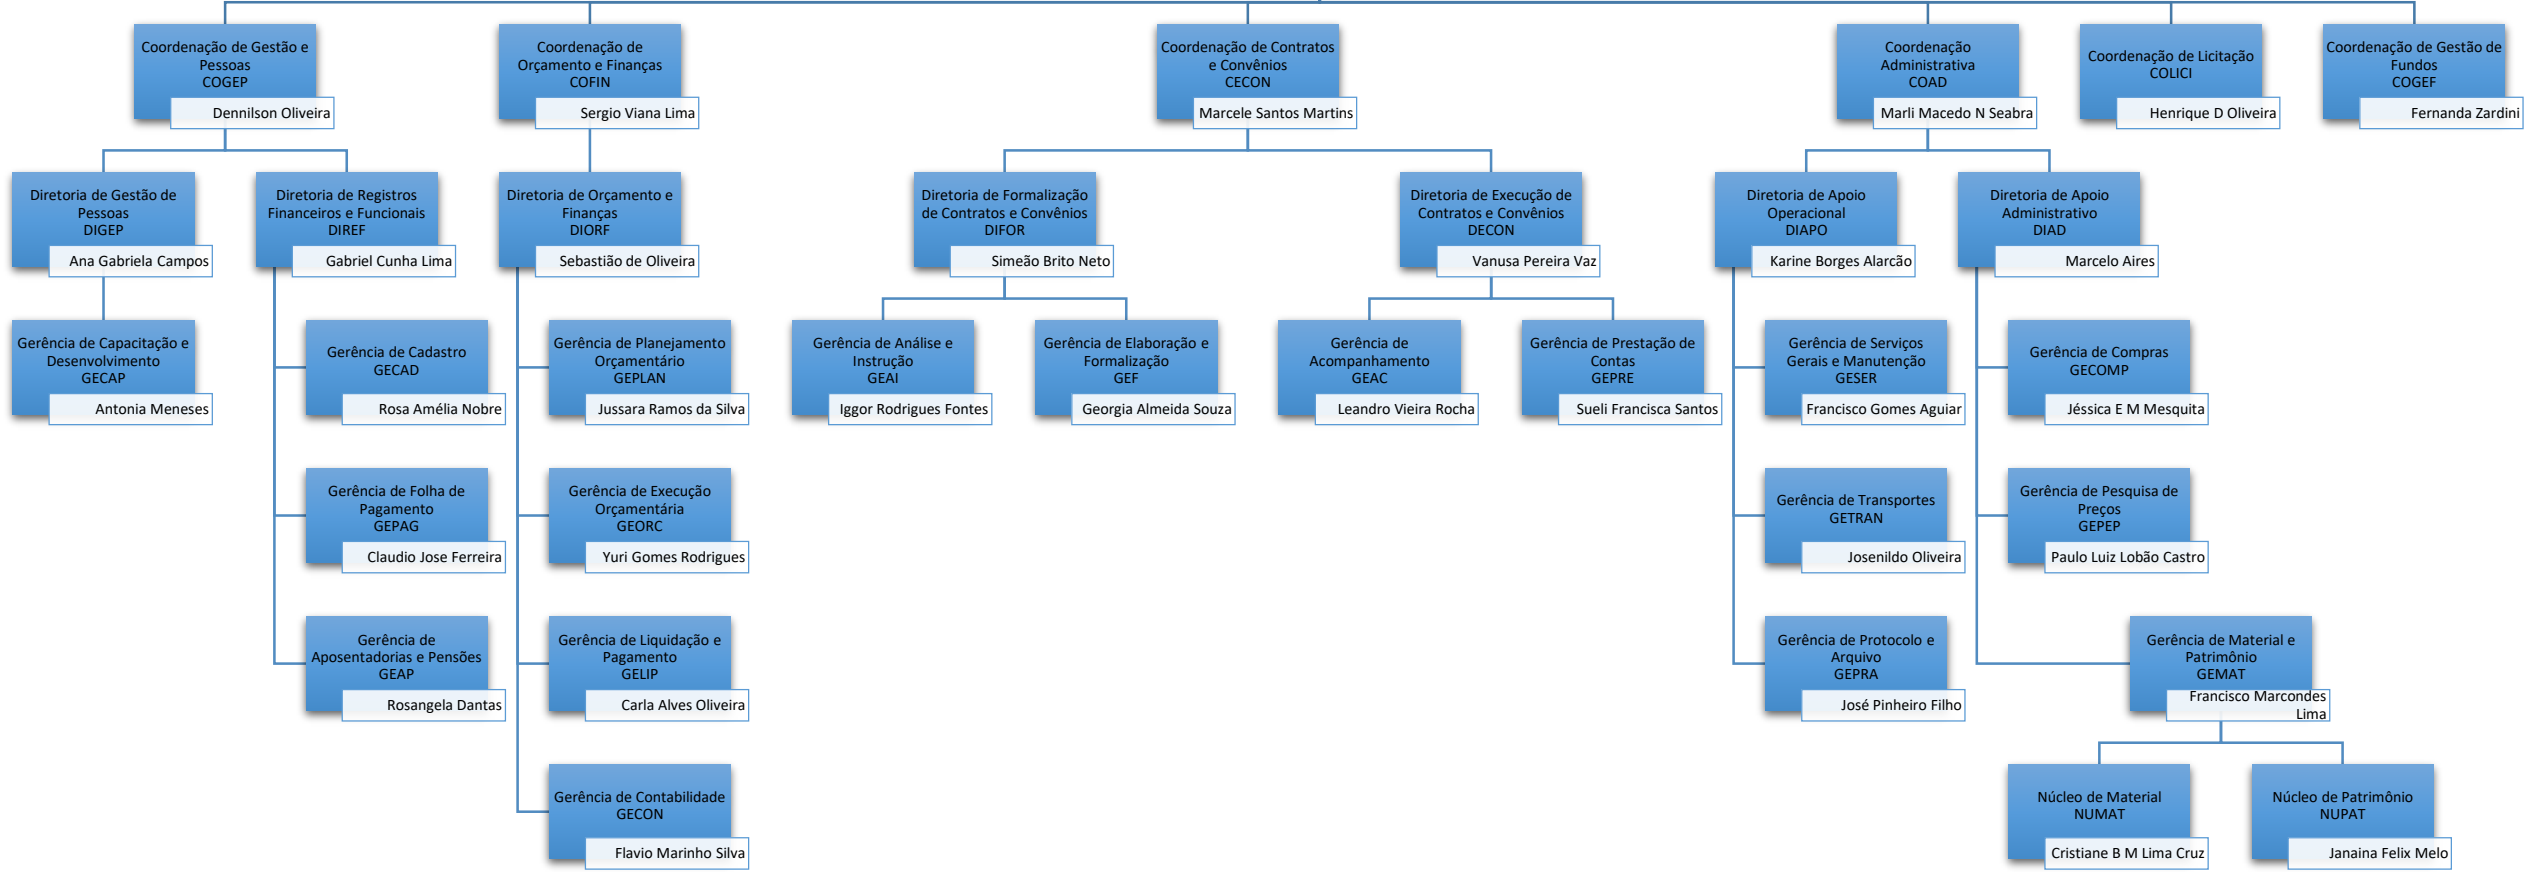 Coordenação de Gestão e
Pessoas
COGEP
Dennilson Oliveira
Coordenação de
Orçamento e Finanças
COFIN
Sergio Viana Lima
Coordenação de Contratos
e Convênios
CECON
Marcele Santos Martins
Coordenação
Administrativa
COAD
Marli Macedo N Seabra
Coordenação de Licitação
COLICI
Henrique D Oliveira
Coordenação de Gestão de
Fundos
COGEF
Fernanda Zardini
Diretoria de Gestão de
Pessoas
DIGEP
Ana Gabriela Campos
Diretoria de Registros
Financeiros e Funcionais
DIREF
Gabriel Cunha Lima
Diretoria de Orçamento e
Finanças
DIORF
Sebastião de Oliveira
Diretoria de Formalização
de Contratos e Convênios
DIFOR
Simeão Brito Neto
Diretoria de Execução de
Contratos e Convênios
DECON
Vanusa Pereira Vaz
Diretoria de Apoio
Operacional
DIAPO
Karine Borges Alarcão
Diretoria de Apoio
Administrativo
DIAD
Marcelo Aires
Gerência de Capacitação e
Desenvolvimento
GECAP
Antonia Meneses
Gerência de Cadastro
GECAD
Rosa Amélia Nobre
Gerência de Planejamento
Orçamentário
GEPLAN
Jussara Ramos da Silva
Gerência de Análise e
Instrução
GEAI
Iggor Rodrigues Fontes
Gerência de Elaboração e
Formalização
GEF
Georgia Almeida Souza
Gerência de
Acompanhamento
GEAC
Leandro Vieira Rocha
Gerência de Prestação de
Contas
GEPRE
Sueli Francisca Santos
Gerência de Serviços
Gerais e Manutenção
GESER
Francisco Gomes Aguiar
Gerência de Compras
GECOMP
Jéssica E M Mesquita
Gerência de Folha de
Pagamento
GEPAG
Claudio Jose Ferreira
Gerência de Execução
Orçamentária
GEORC
Yuri Gomes Rodrigues
Gerência de Transportes
GETRAN
Josenildo Oliveira
Gerência de Pesquisa de
Preços
GEPEP
Paulo Luiz Lobão Castro
Gerência de
Aposentadorias e Pensões
GEAP
Rosangela Dantas
Gerência de Liquidação e
Pagamento
GELIP
Carla Alves Oliveira
Gerência de Protocolo e
Arquivo
GEPRA
José Pinheiro Filho
Gerência de Material e
Patrimônio
GEMAT
Francisco Marcondes
Lima
Gerência de Contabilidade
GECON
Flavio Marinho Silva
Núcleo de Material
NUMAT
Cristiane B M Lima Cruz
Núcleo de Patrimônio
NUPAT
Janaina Felix Melo